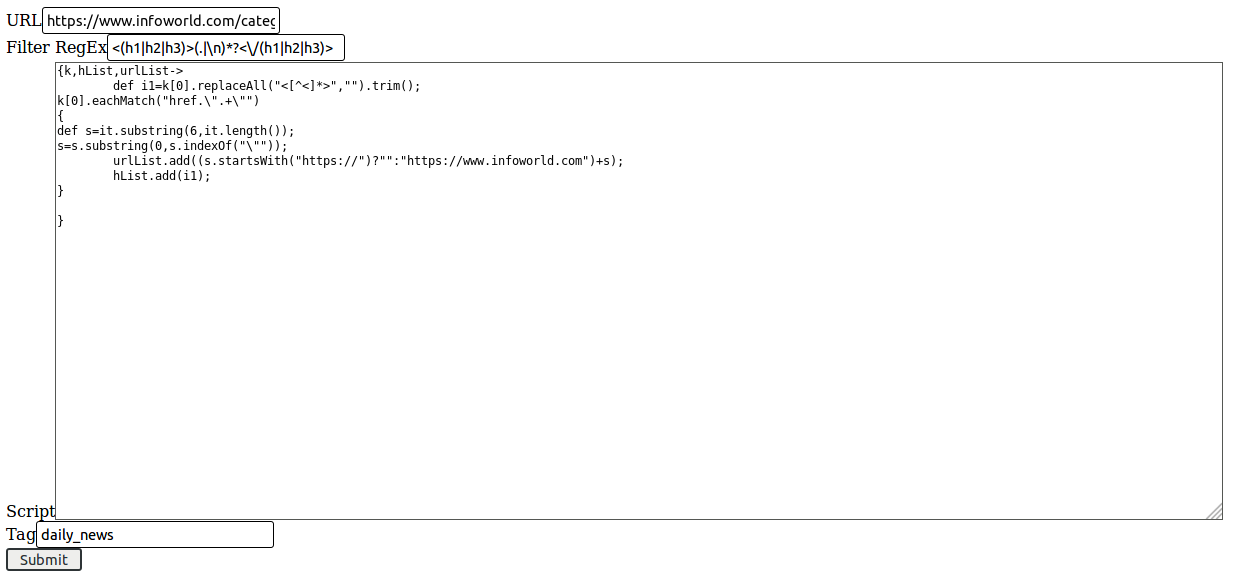 URL https://www.infoworld.com/cate
Filter RegEx <(h1|h2|h3)>(.|\n)*?<\/(h1|h2|h3)>
{k,hList,urlList->
def i1=k[0].replaceAll("<[^<]*>","").trim();
k[0].eachMatch("href.\".+\"")
{
def s=it.substring(6,it.length());
s=s.substring(0,s.indexOf("\""));
urlList.add((s.startsWith("https://")?"":"https://www.infoworld.com")+s);
hList.add(i1);
}
}
Script
Tag daily_news
Submit